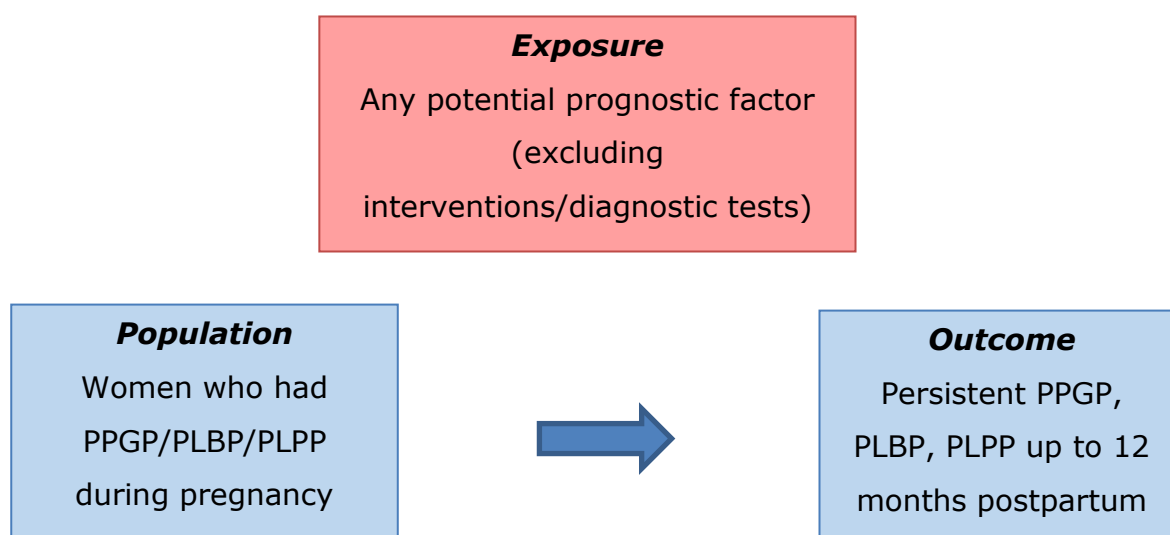 Exposure
Any potential prognostic factor
(excluding
interventions/diagnostic tests)
Population
Women who had
PPGP/PLBP/PLPP
during pregnancy
Outcome
Persistent PPGP,
PLBP, PLPP up to 12
months postpartum